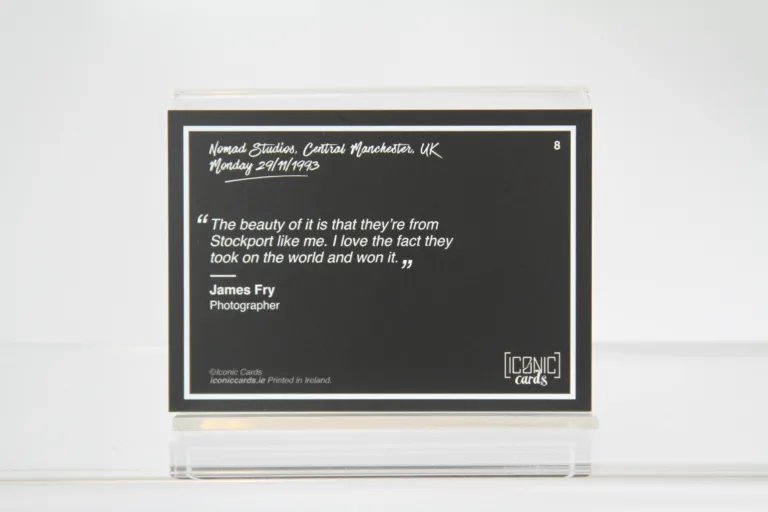 Nomad Studios, Central Manchester, UK
8
Monday 29/11/1993
“ The beauty of it is that they're from
Stockport like me. I love the fact they
took on the world and won it. ”
James Fry
Photographer
©Iconic Cards
iconiccards.ie Printed in Ireland.
[ICONIC]
cards